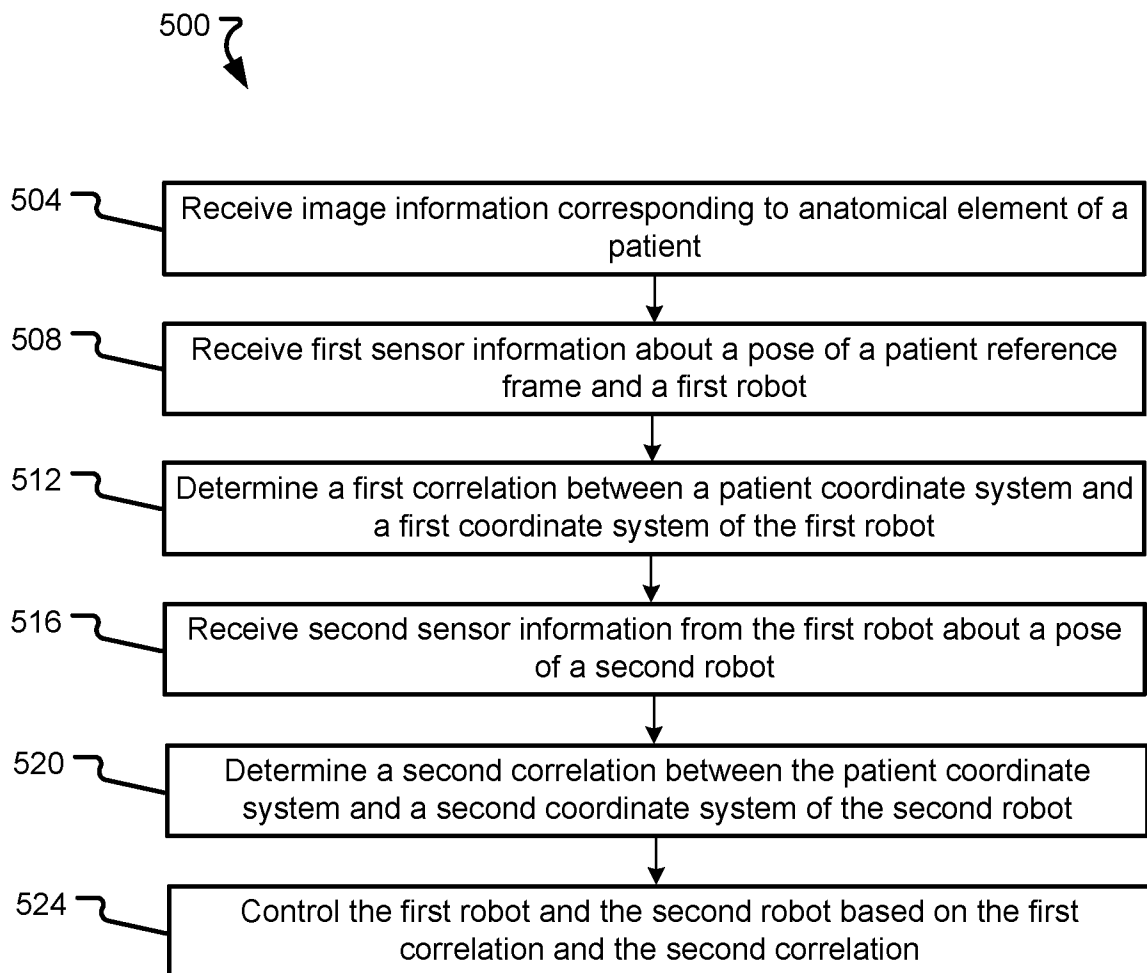 500
504
Receive image information corresponding to anatomical element of a
patient
508
Receive first sensor information about a pose of a patient reference
frame and a first robot
512
Determine a first correlation between a patient coordinate system and
a first coordinate system of the first robot
516
Receive second sensor information from the first robot about a pose
of a second robot
520
Determine a second correlation between the patient coordinate
system and a second coordinate system of the second robot
524
Control the first robot and the second robot based on the first
correlation and the second correlation